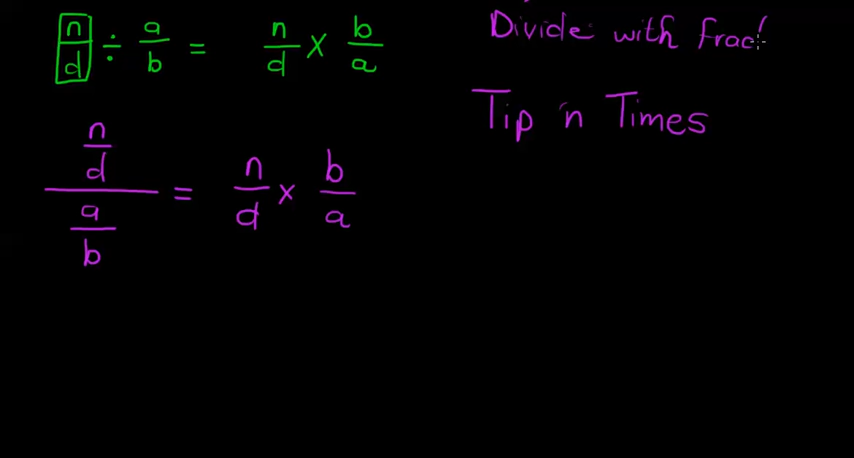 n/d ÷ a/b = n/d × b/a
Divide with frac
Tip 'n Times
n/d / a/b = n/d × b/a